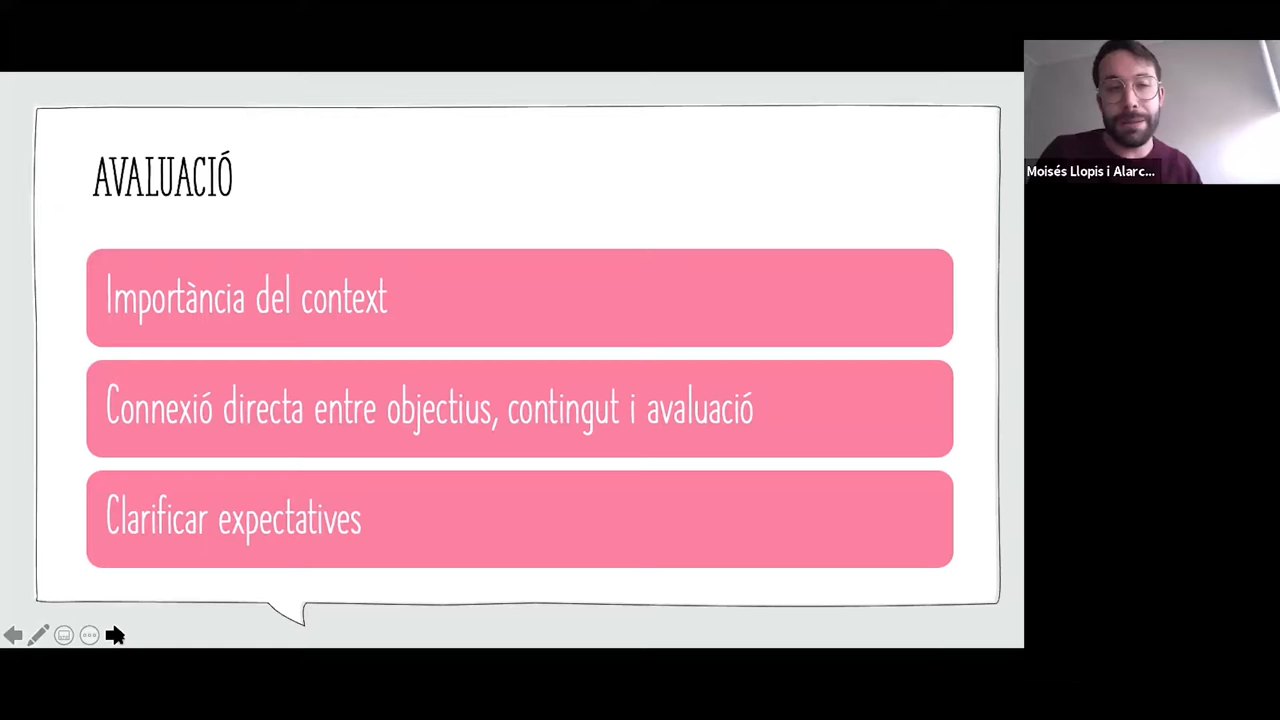 AVALUACIÓ
Importància del context
Connexió directa entre objectius, contingut i avaluació
Clarificar expectatives
Moisés Llopis i Alarc...